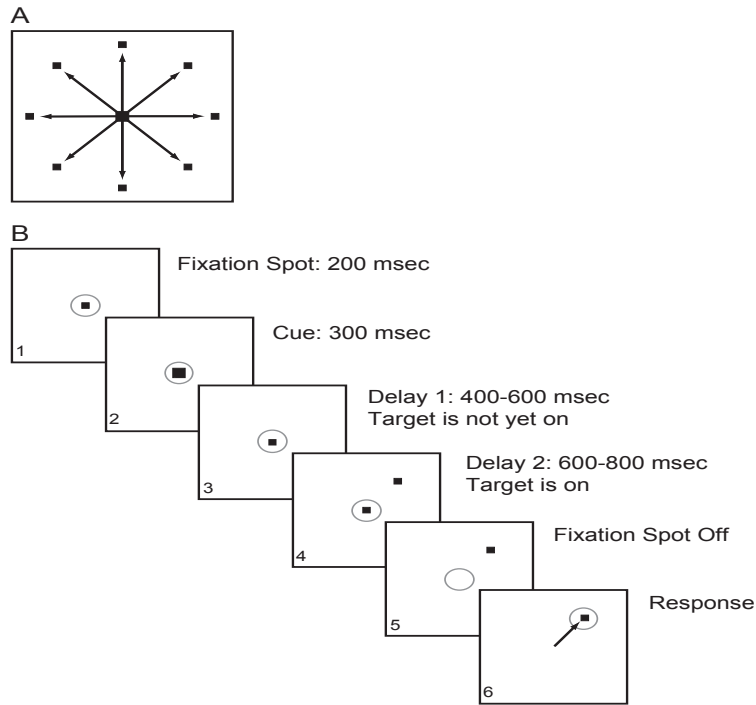 A
B
Fixation Spot: 200 msec
1
Cue: 300 msec
2
Delay 1: 400-600 msec
Target is not yet on
3
Delay 2: 600-800 msec
Target is on
4
Fixation Spot Off
5
Response
6